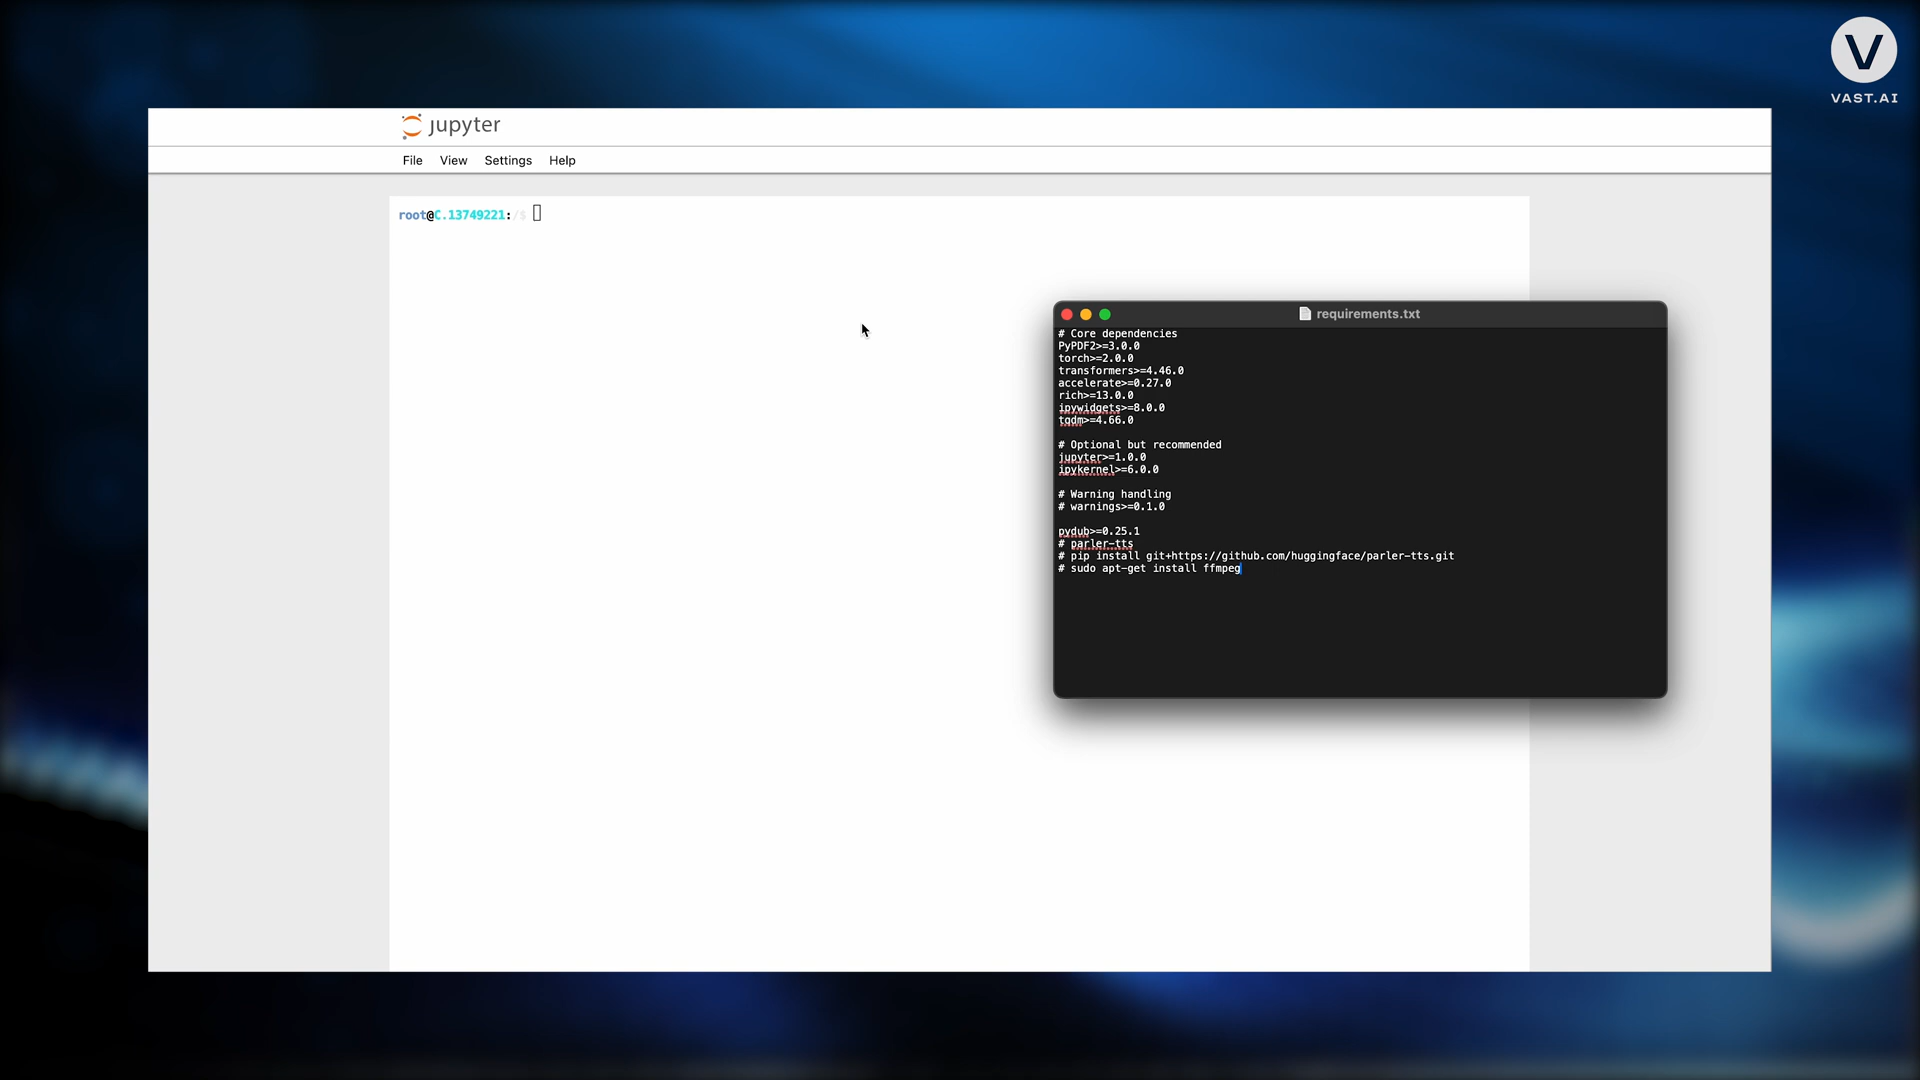 V
VAST.AI
jupyter
File View Settings Help
root@C.13749221:/$
requirements.txt
# Core dependencies
PyPDF2>=3.0.0
torch>=2.0.0
transformers>=4.46.0
accelerate>=0.27.0
rich>=13.0.0
ipywidgets>=8.0.0
tqdm>=4.66.0
# Optional but recommended
jupyter>=1.0.0
ipykernel>=6.0.0
# Warning handling
# warnings>=0.1.0
pydub>=0.25.1
# parler-tts
# pip install git+https://github.com/huggingface/parler-tts.git
# sudo apt-get install ffmpeg